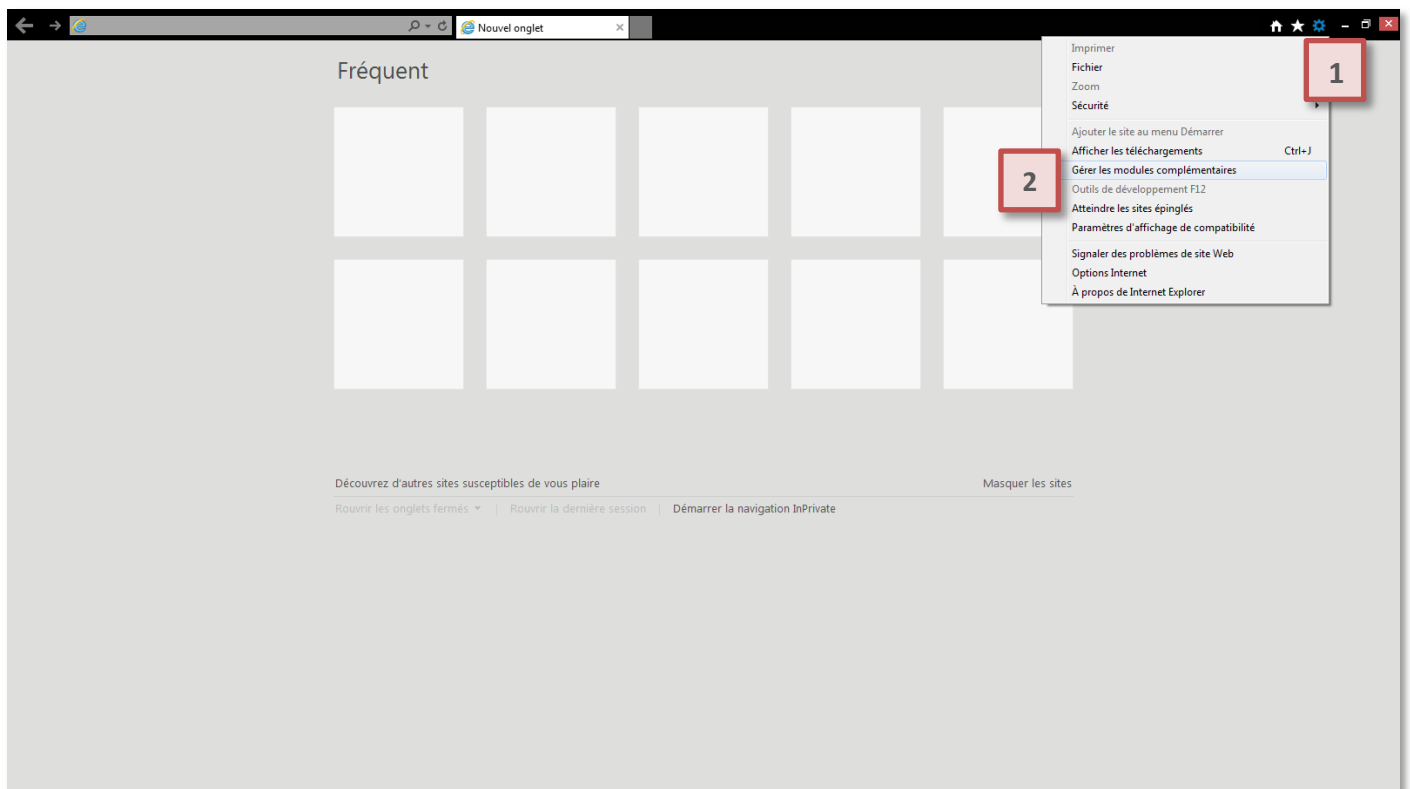 Nouvel onglet
Fréquent
Imprimer
Fichier
Zoom
Sécurité
1
Ajouter le site au menu Démarrer
Afficher les téléchargements Ctrl+J
2
Gérer les modules complémentaires
Outils de développement F12
Atteindre les sites épinglés
Paramètres d'affichage de compatibilité
Signaler des problèmes de site Web
Options Internet
À propos de Internet Explorer
Découvrez d'autres sites susceptibles de vous plaire Masquer les sites
Rouvrir les onglets fermés | Rouvrir la dernière session | Démarrer la navigation InPrivate